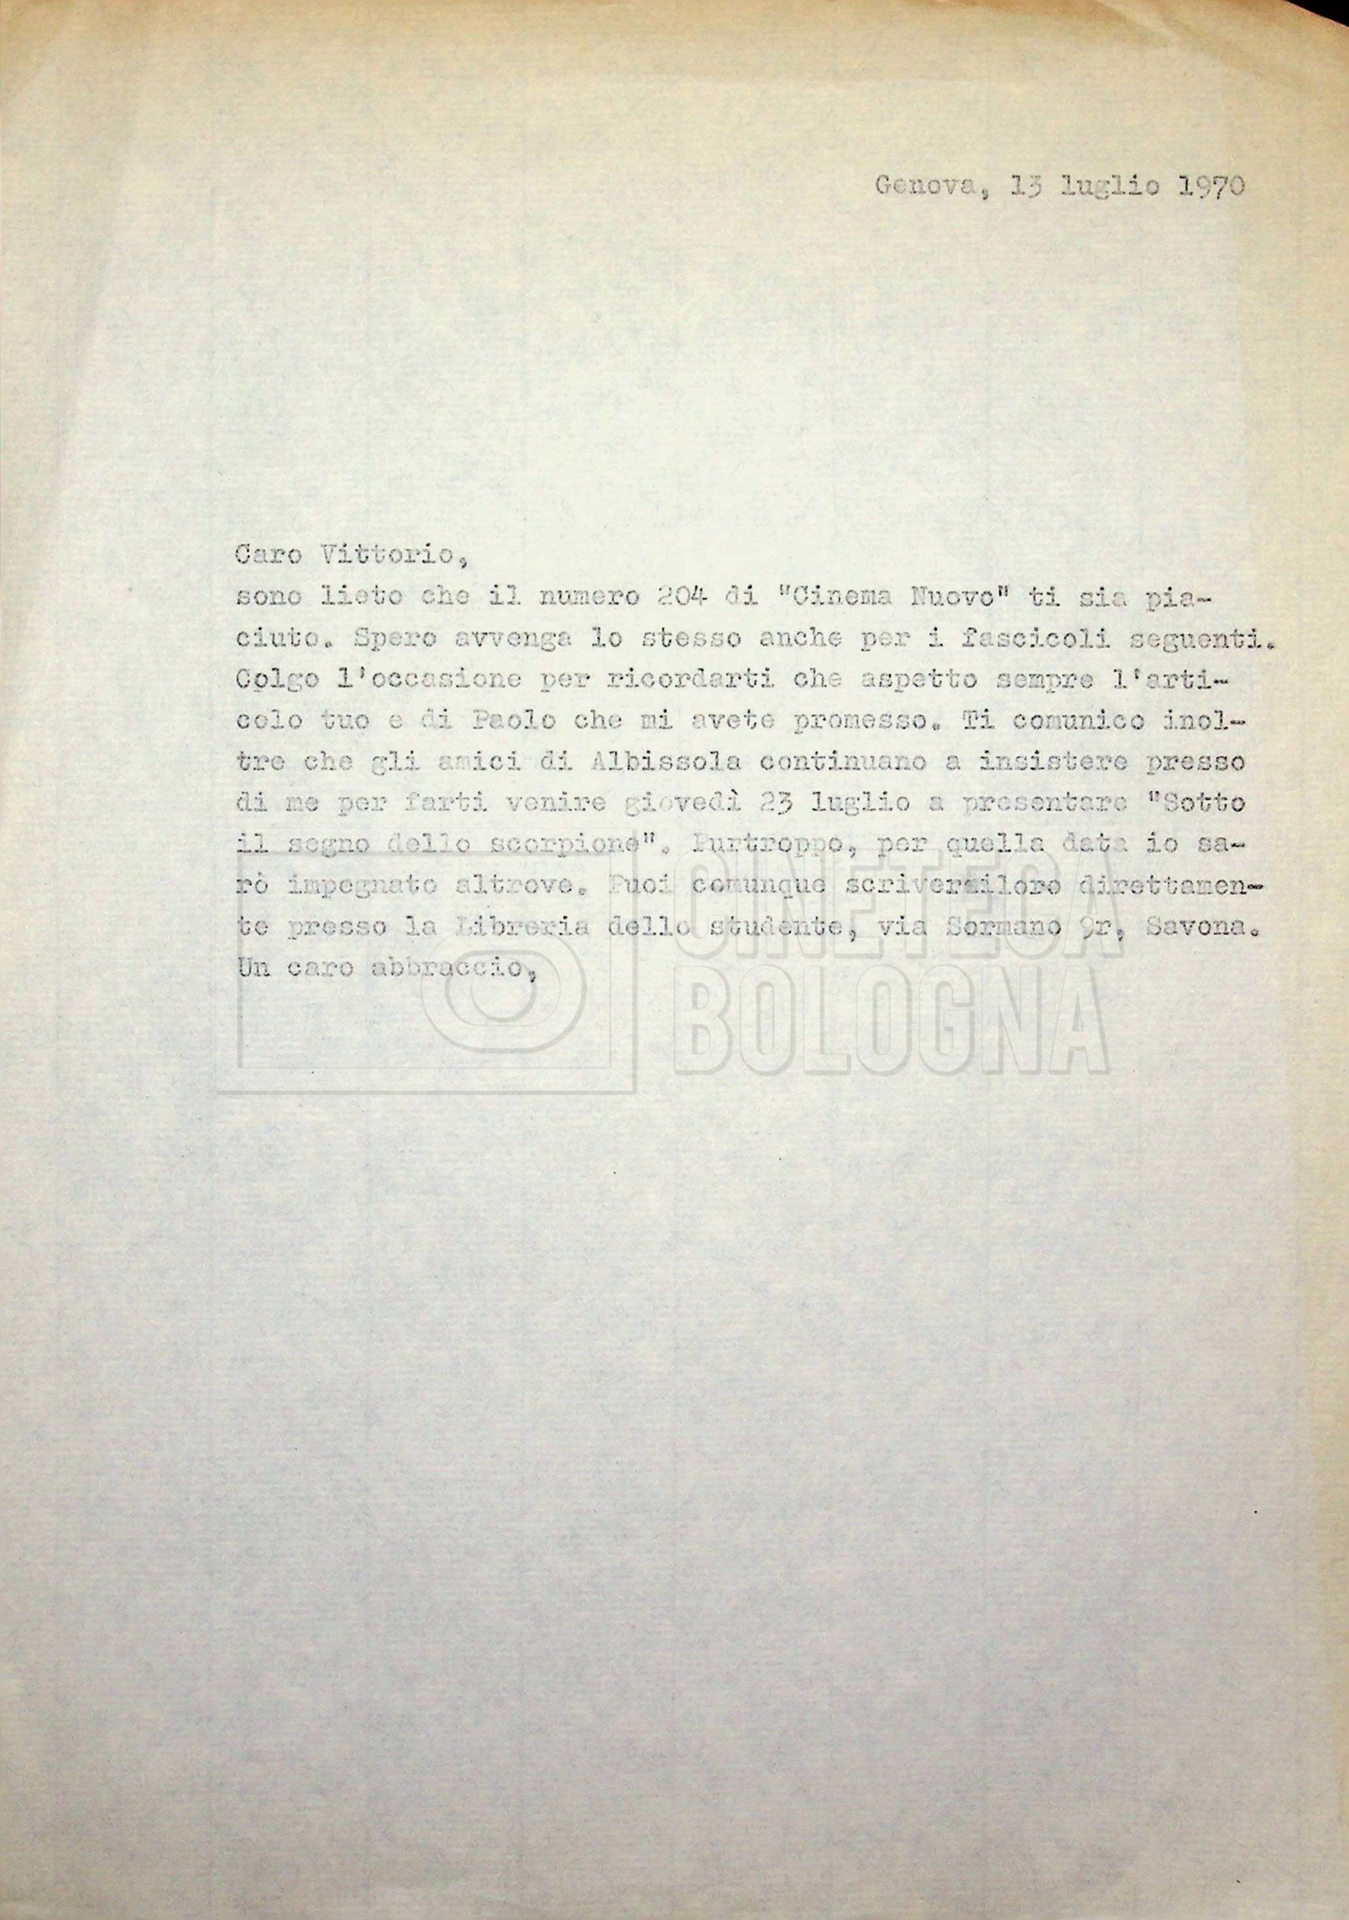 Genova, 13 luglio 1970
Caro Vittorio,
sono lieto che il numero 204 di "Cinema Nuovo" ti sia pia-
ciuto. Spero avvenga lo stesso anche per i fascicoli seguenti.
Colgo l'occasione per ricordarti che aspetto sempre l'arti-
colo tuo e di Paolo che mi avete promesso. Ti comunico inol-
tre che gli amici di Albissola continuano a insistere presso
di me per farti venire giovedì 23 luglio a presentare "Sotto
il segno dello scorpione". Purtroppo, per quella data io sa-
rò impegnato altrove. Puoi comunque scriver loro direttamen-
te presso la Libreria dello studente, via Sormano 9r, Savona.
Un caro abbraccio,
CINETECA
BOLOGNA